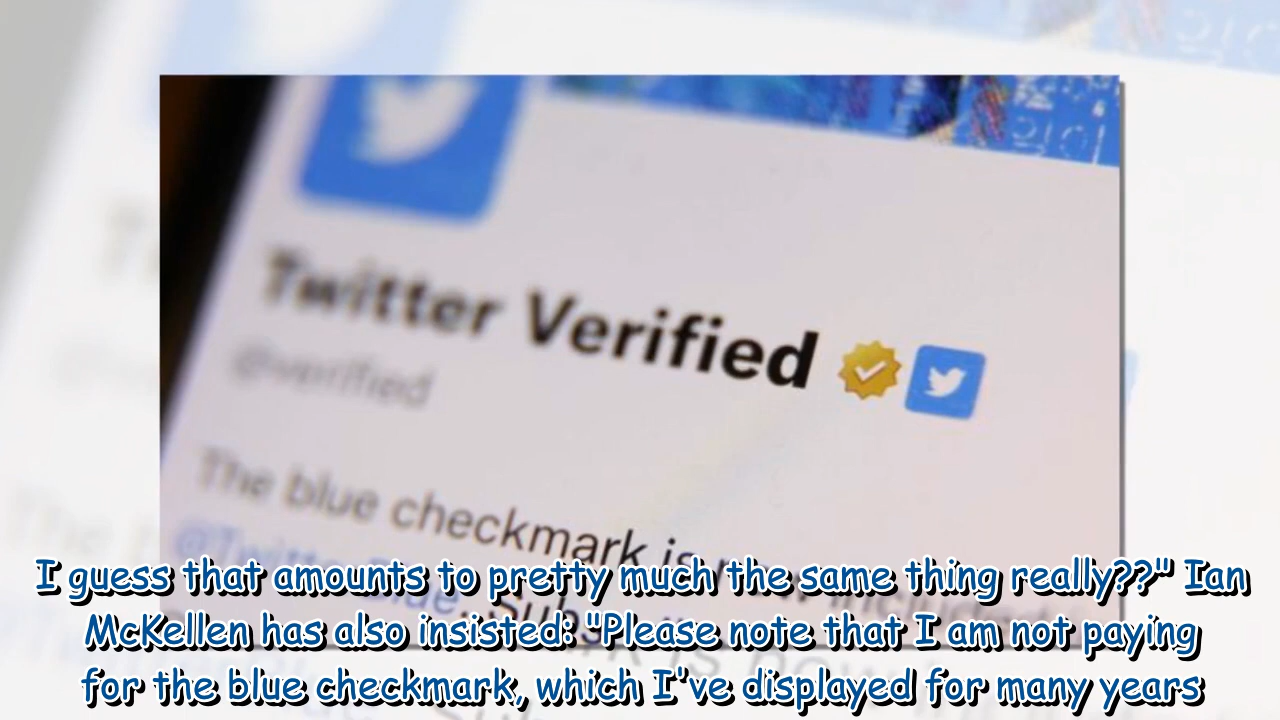 Twitter Verified
@verified
The blue checkmark is
I guess that amounts to pretty much the same thing really??" Ian
McKellen has also insisted: "Please note that I am not paying
for the blue checkmark, which I"ve displayed for many years